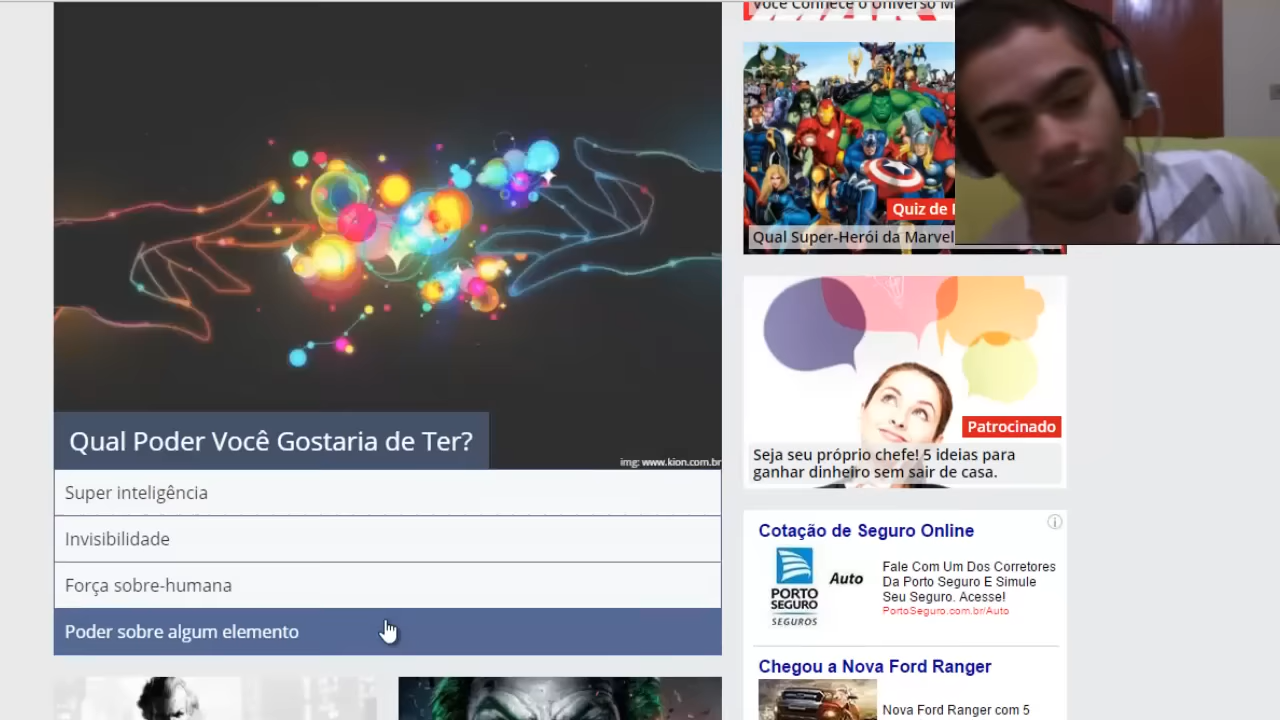 Você Conhece o Universo M
Quiz de
Qual Super-Herói da Marvel
Qual Poder Você Gostaria de Ter?
img: www.kion.com.br
Super inteligência
Invisibilidade
Força sobre-humana
Poder sobre algum elemento
Patrocinado
Seja seu próprio chefe! 5 ideias para
ganhar dinheiro sem sair de casa.
Cotação de Seguro Online
PORTO
SEGURO
SEGUROS
Auto
Fale Com Um Dos Corretores
Da Porto Seguro E Simule
Seu Seguro. Acesse!
PortoSeguro.com.br/Auto
Chegou a Nova Ford Ranger
Nova Ford Ranger com 5